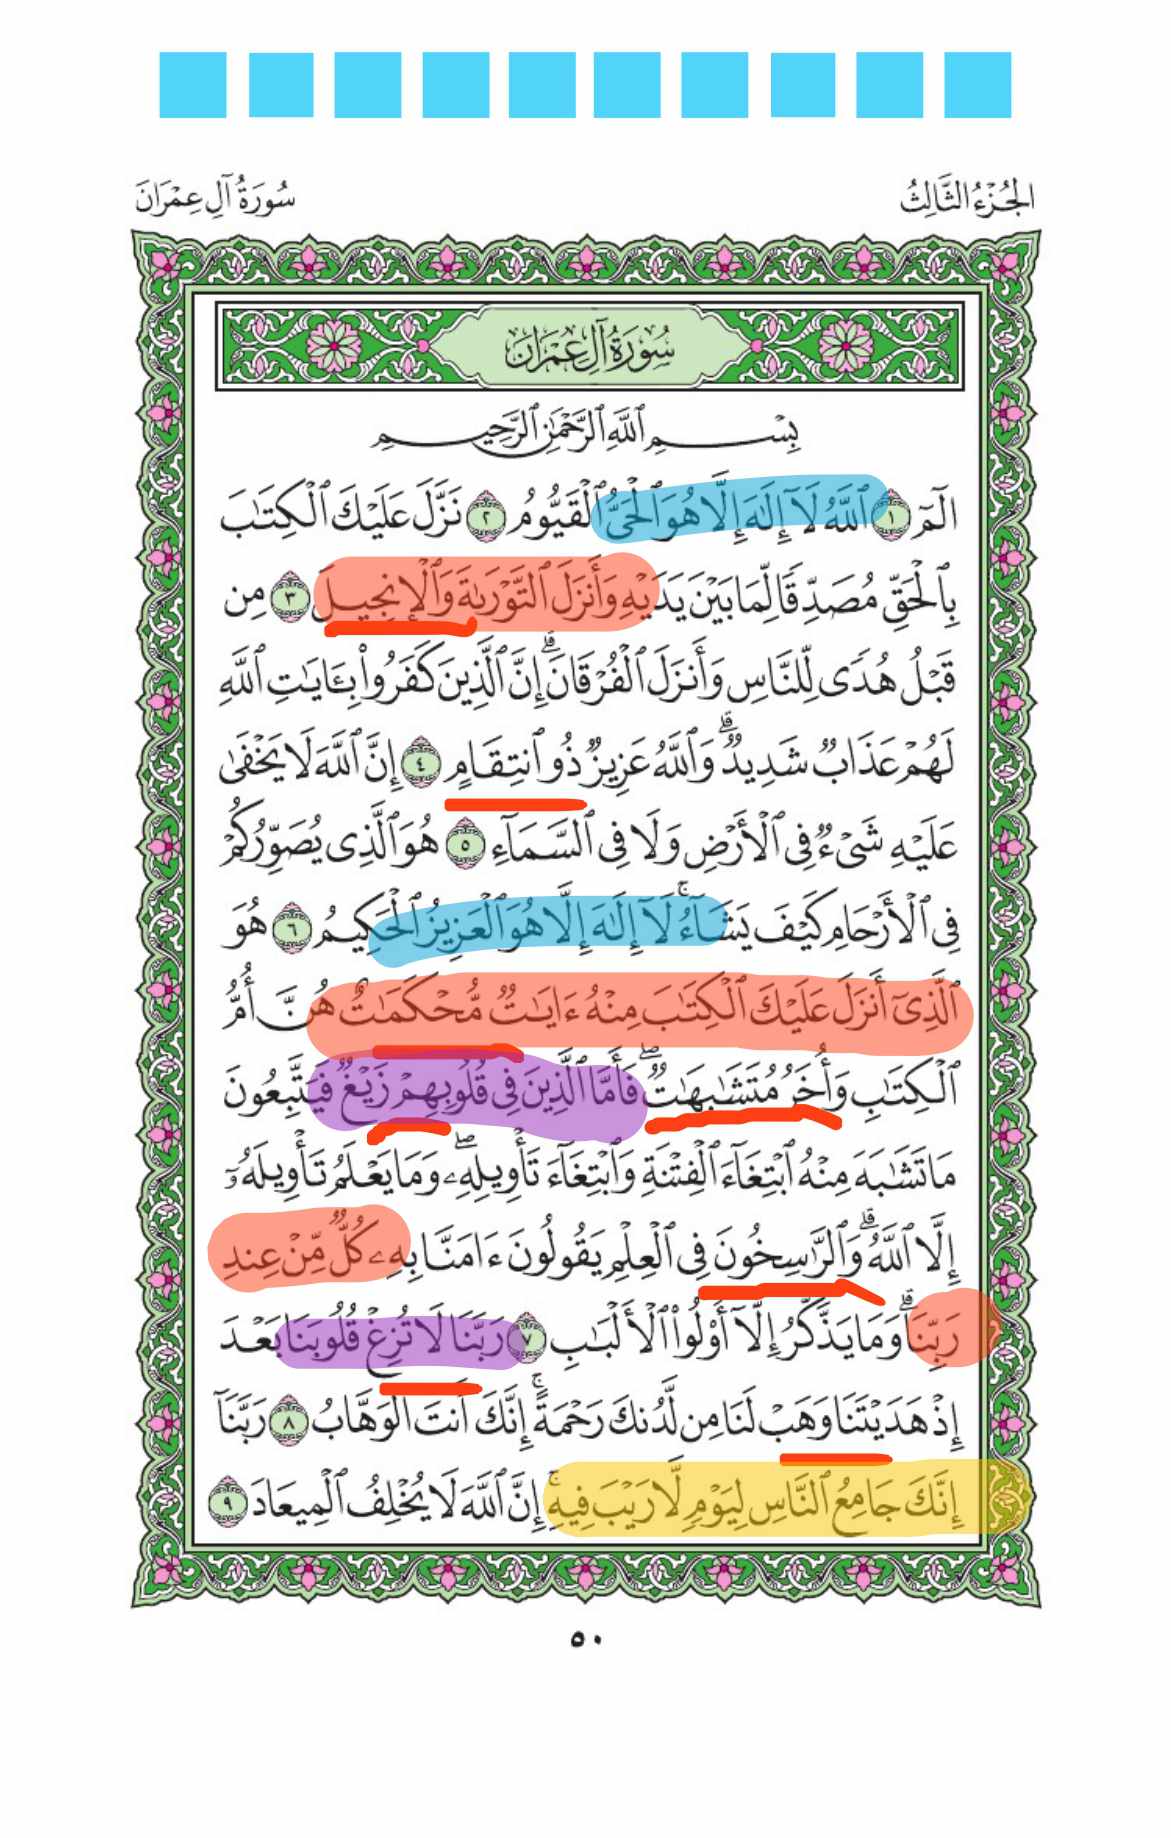 الجُزْءُ الثَّالِثُ
سُورَةُ آلِ عِمْرَانَ
سُورَةُ آلِ عِمْرَانَ
بِسْمِ ٱللَّهِ ٱلرَّحْمَٰنِ ٱلرَّحِيمِ
الٓمٓ ١ ٱللَّهُ لَآ إِلَٰهَ إِلَّا هُوَ ٱلْحَىُّ ٱلْقَيُّومُ ٢ نَزَّلَ عَلَيْكَ ٱلْكِتَٰبَ
بِٱلْحَقِّ مُصَدِّقًا لِّمَا بَيْنَ يَدَيْهِ وَأَنزَلَ ٱلتَّوْرَىٰةَ وَٱلْإِنجِيلَ ٣ مِن
قَبْلُ هُدًى لِّلنَّاسِ وَأَنزَلَ ٱلْفُرْقَانَ ۗ إِنَّ ٱلَّذِينَ كَفَرُوا۟ بِـَٔايَٰتِ ٱللَّهِ
لَهُمْ عَذَابٌ شَدِيدٌ ۗ وَٱللَّهُ عَزِيزٌ ذُو ٱنتِقَامٍ ٤ إِنَّ ٱللَّهَ لَا يَخْفَىٰ
عَلَيْهِ شَىْءٌ فِى ٱلْأَرْضِ وَلَا فِى ٱلسَّمَآءِ ٥ هُوَ ٱلَّذِى يُصَوِّرُكُمْ
فِى ٱلْأَرْحَامِ كَيْفَ يَشَآءُ ۚ لَآ إِلَٰهَ إِلَّا هُوَ ٱلْعَزِيزُ ٱلْحَكِيمُ ٦ هُوَ
ٱلَّذِىٓ أَنزَلَ عَلَيْكَ ٱلْكِتَٰبَ مِنْهُ ءَايَٰتٌ مُّحْكَمَٰتٌ هُنَّ أُمُّ
ٱلْكِتَٰبِ وَأُخَرُ مُتَشَٰبِهَٰتٌ ۖ فَأَمَّا ٱلَّذِينَ فِى قُلُوبِهِمْ زَيْغٌ فَيَتَّبِعُونَ
مَا تَشَٰبَهَ مِنْهُ ٱبْتِغَآءَ ٱلْفِتْنَةِ وَٱبْتِغَآءَ تَأْوِيلِهِۦ ۗ وَمَا يَعْلَمُ تَأْوِيلَهُۥٓ
إِلَّا ٱللَّهُ ۗ وَٱلرَّٰسِخُونَ فِى ٱلْعِلْمِ يَقُولُونَ ءَامَنَّا بِهِۦ كُلٌّ مِّنْ عِندِ
رَبِّنَا ۗ وَمَا يَذَّكَّرُ إِلَّآ أُو۟لُوا۟ ٱلْأَلْبَٰبِ ٧ رَبَّنَا لَا تُزِغْ قُلُوبَنَا بَعْدَ
إِذْ هَدَيْتَنَا وَهَبْ لَنَا مِن لَّدُنكَ رَحْمَةً ۚ إِنَّكَ أَنتَ ٱلْوَهَّابُ ٨ رَبَّنَآ
إِنَّكَ جَامِعُ ٱلنَّاسِ لِيَوْمٍ لَّا رَيْبَ فِيهِ ۚ إِنَّ ٱللَّهَ لَا يُخْلِفُ ٱلْمِيعَادَ ٩
٥٠